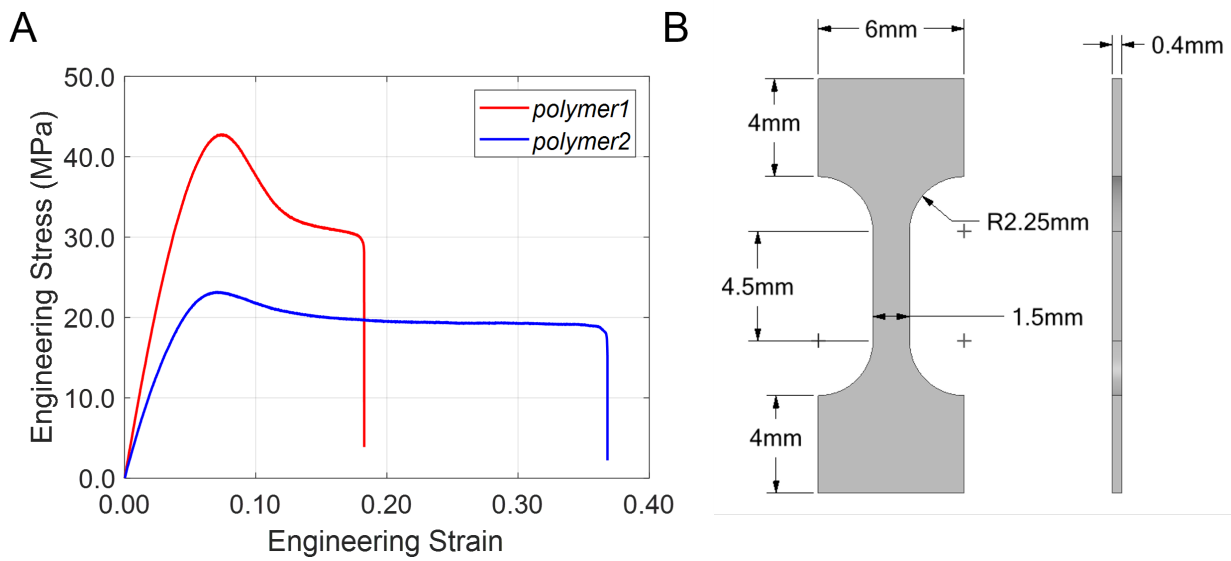 A
Engineering Stress (MPa)
50.0
40.0
30.0
20.0
10.0
0.0
0.00
0.10
0.20
0.30
0.40
Engineering Strain
polymer1
polymer2
B
6mm
0.4mm
4mm
R2.25mm
4.5mm
1.5mm
4mm